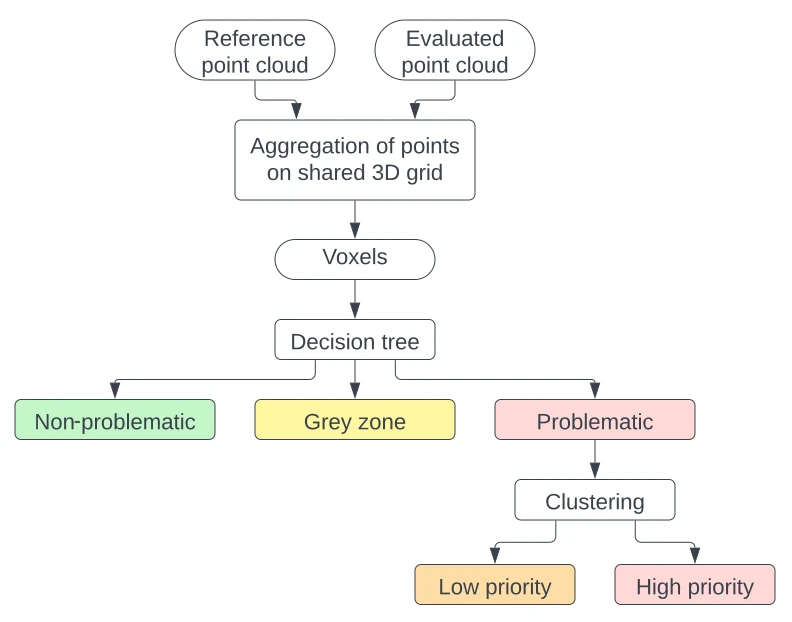 Reference
point cloud
Evaluated
point cloud
Aggregation of points
on shared 3D grid
Voxels
Decision tree
Non-problematic
Grey zone
Problematic
Clustering
Low priority
High priority